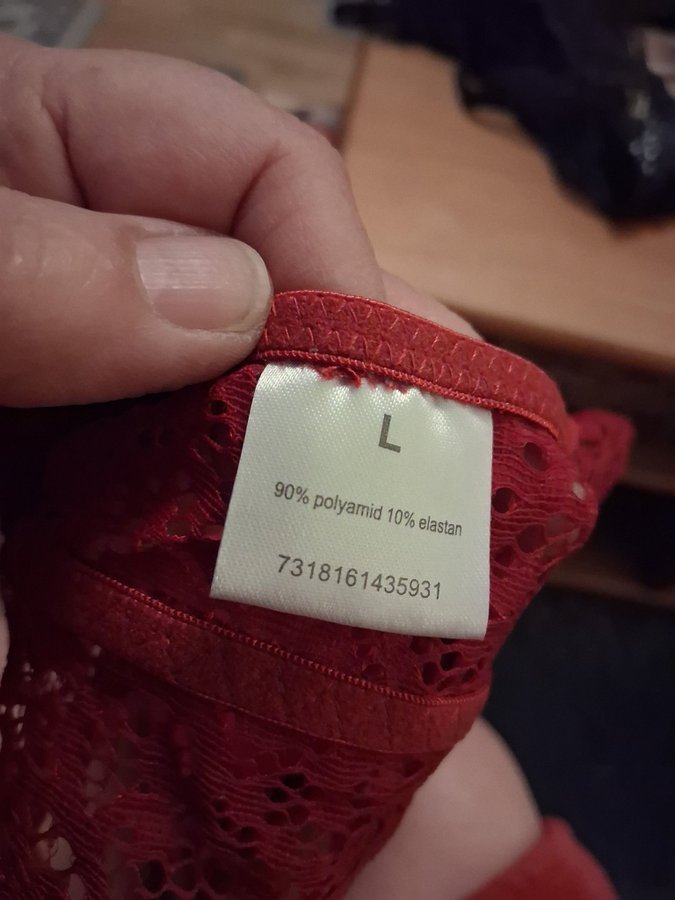 L
90% polyamid 10% elastan
7318161435931